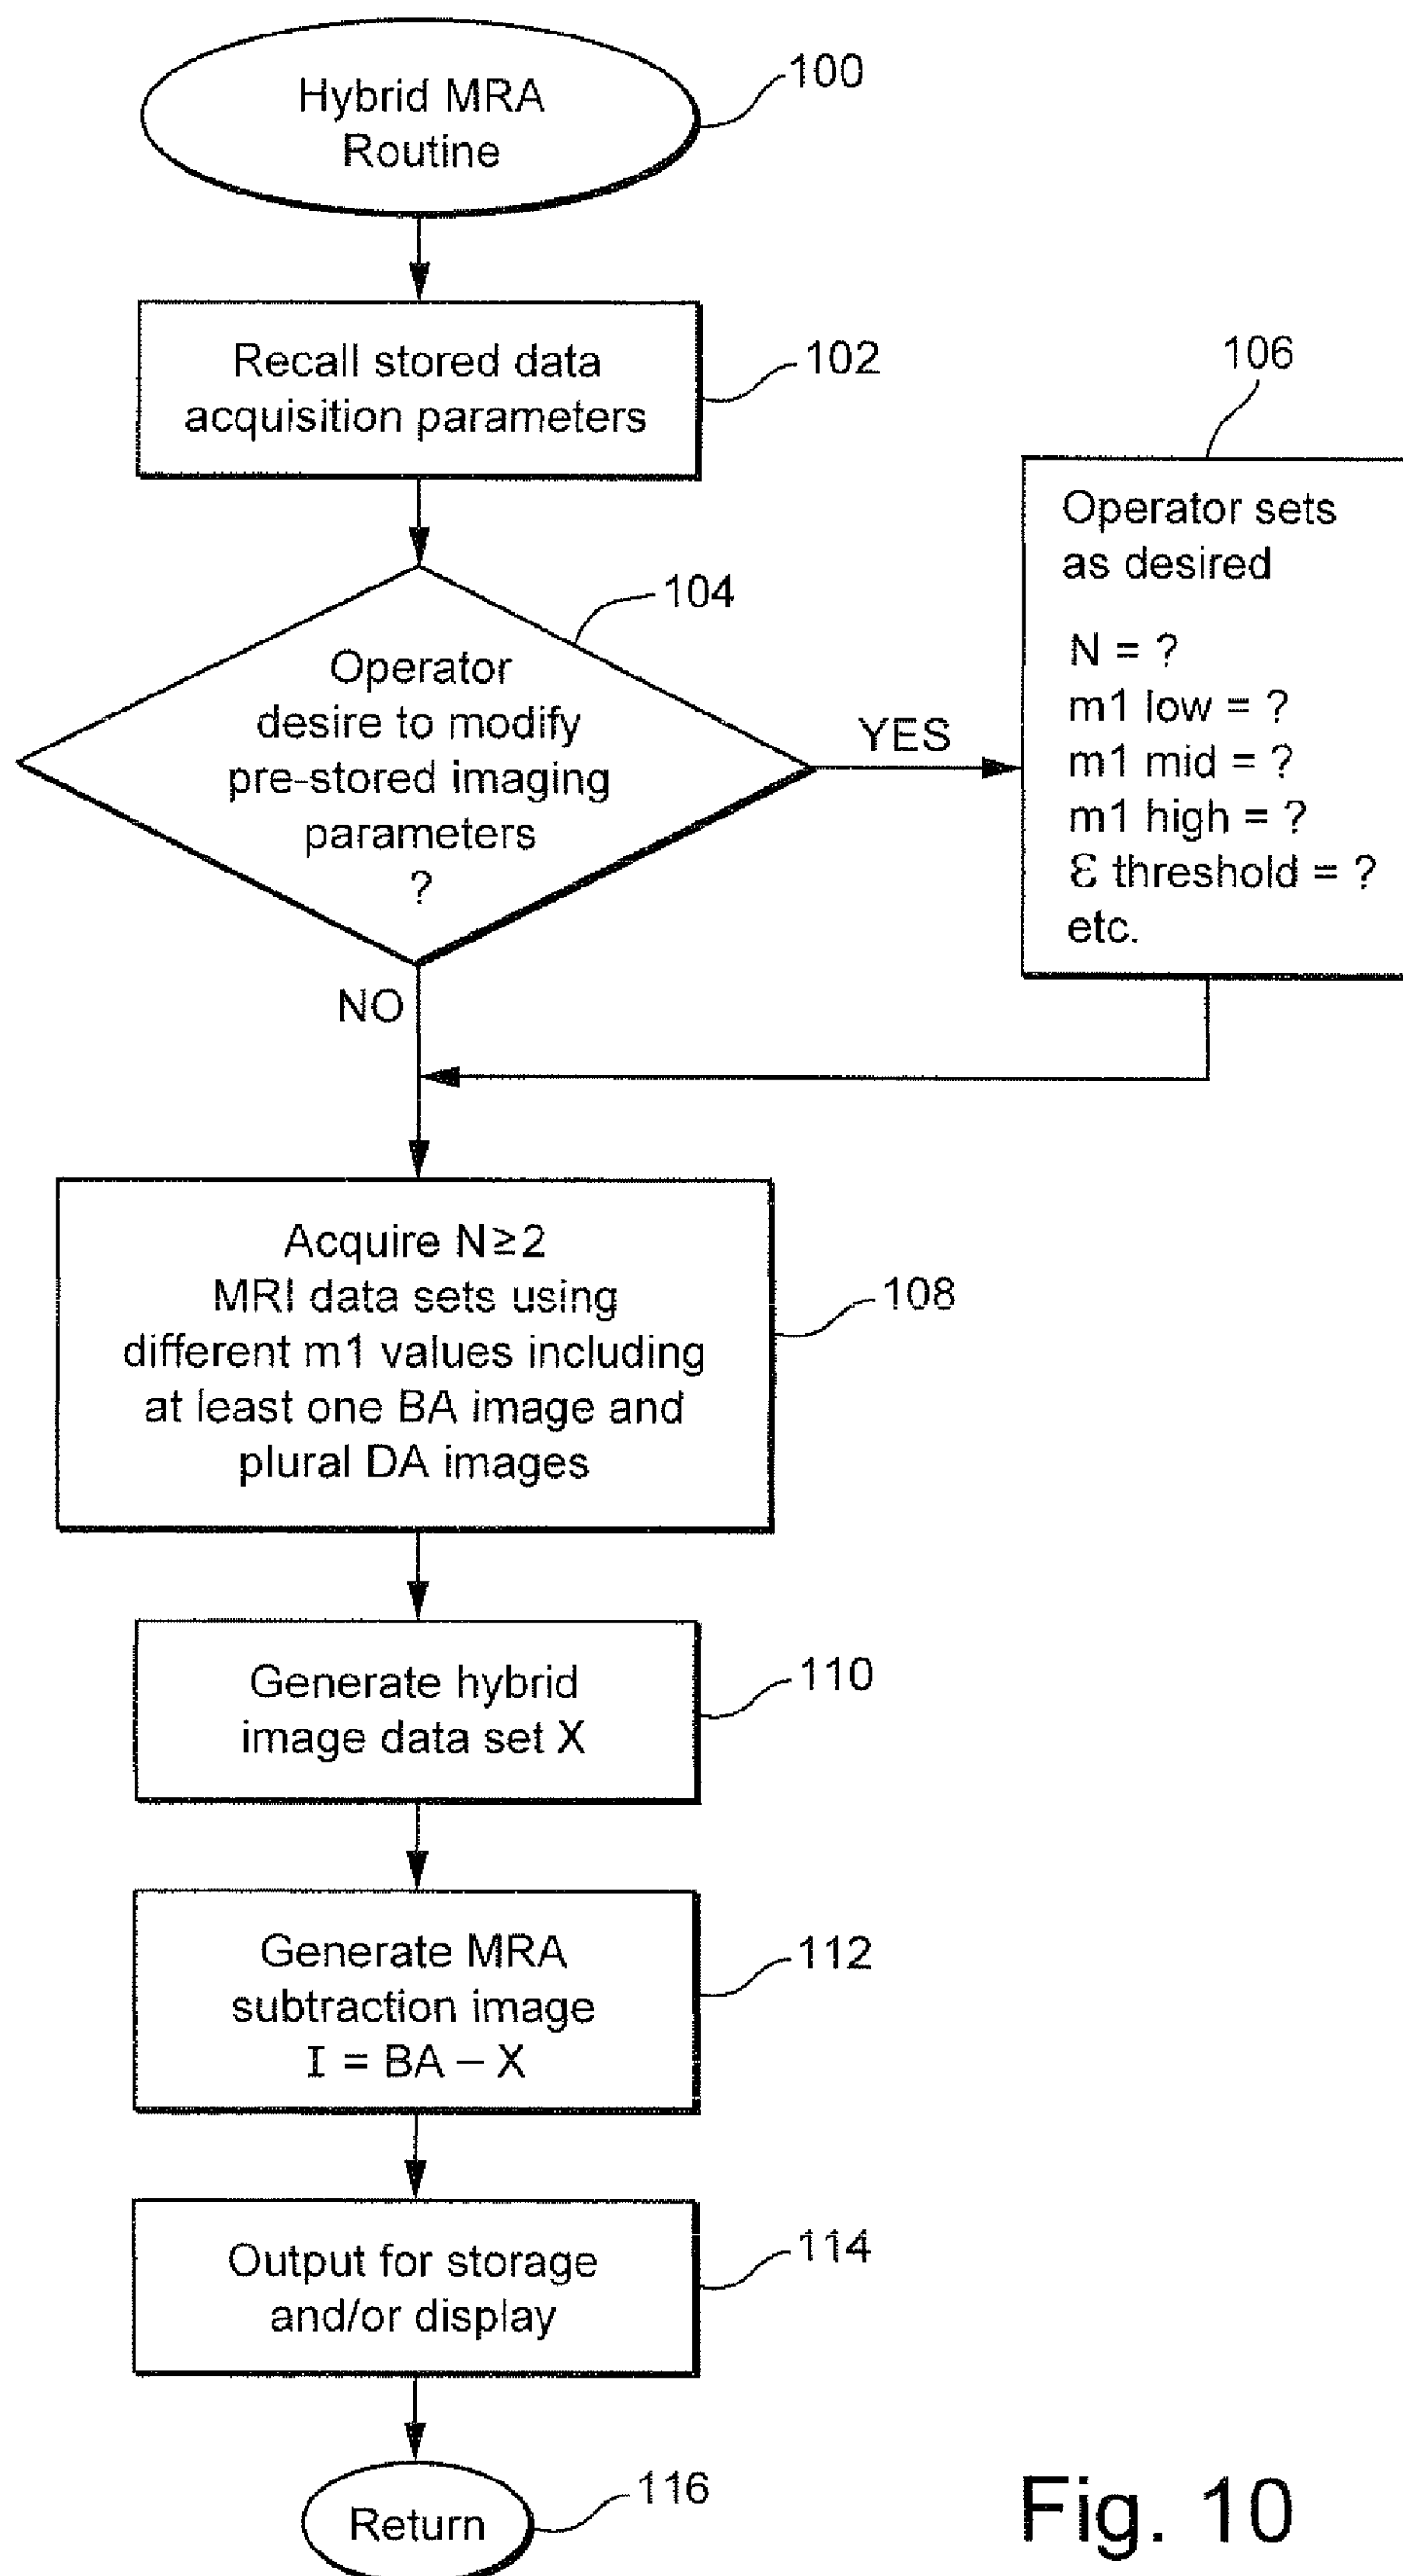 Hybrid MRA
Routine
100
Recall stored data
acquisition parameters
102
Operator
desire to modify
pre-stored imaging
parameters
?
104
YES
NO
106
Operator sets
as desired
N = ?
m1 low = ?
m1 mid = ?
m1 high = ?
Ɛ threshold = ?
etc.
Acquire N≥2
MRI data sets using
different m1 values including
at least one BA image and
plural DA images
108
Generate hybrid
image data set X
110
Generate MRA
subtraction image
I = BA – X
112
Output for storage
and/or display
114
Return
116
Fig. 10